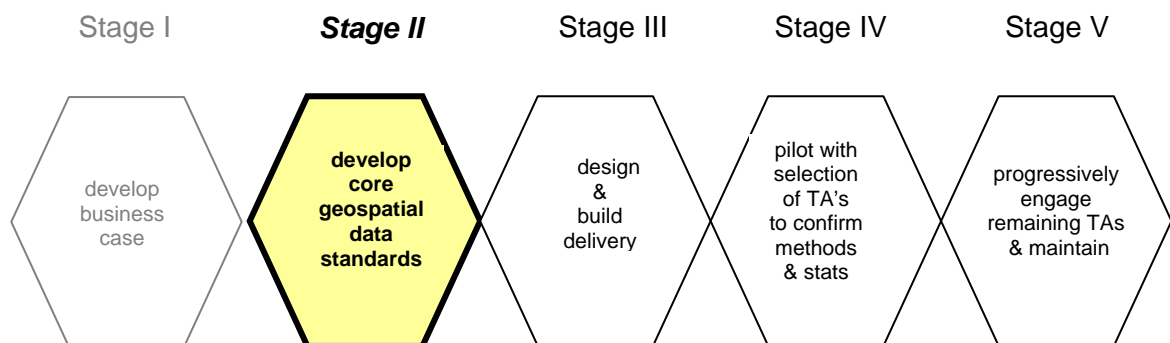 Stage I
Stage II
Stage III
Stage IV
Stage V
develop
business
case
develop
core
geospatial
data
standards
design
&
build
delivery
pilot with
selection
of TA's
to confirm
methods
& stats
progressively
engage
remaining TAs
& maintain